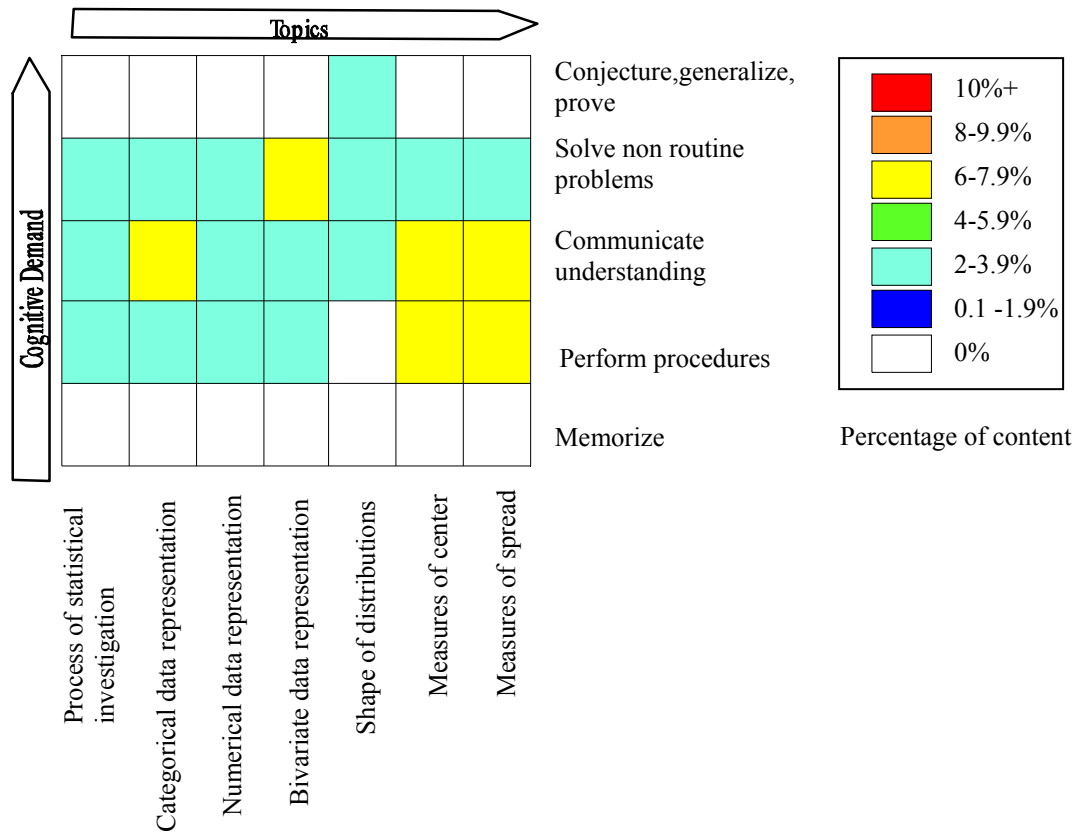 Topics
Cognitive Demand
Conjecture,generalize,
prove
Solve non routine
problems
Communicate
understanding
Perform procedures
Memorize
10%+
8-9.9%
6-7.9%
4-5.9%
2-3.9%
0.1 -1.9%
0%
Percentage of content
Process of statistical
investigation
Categorical data representation
Numerical data representation
Bivariate data representation
Shape of distributions
Measures of center
Measures of spread